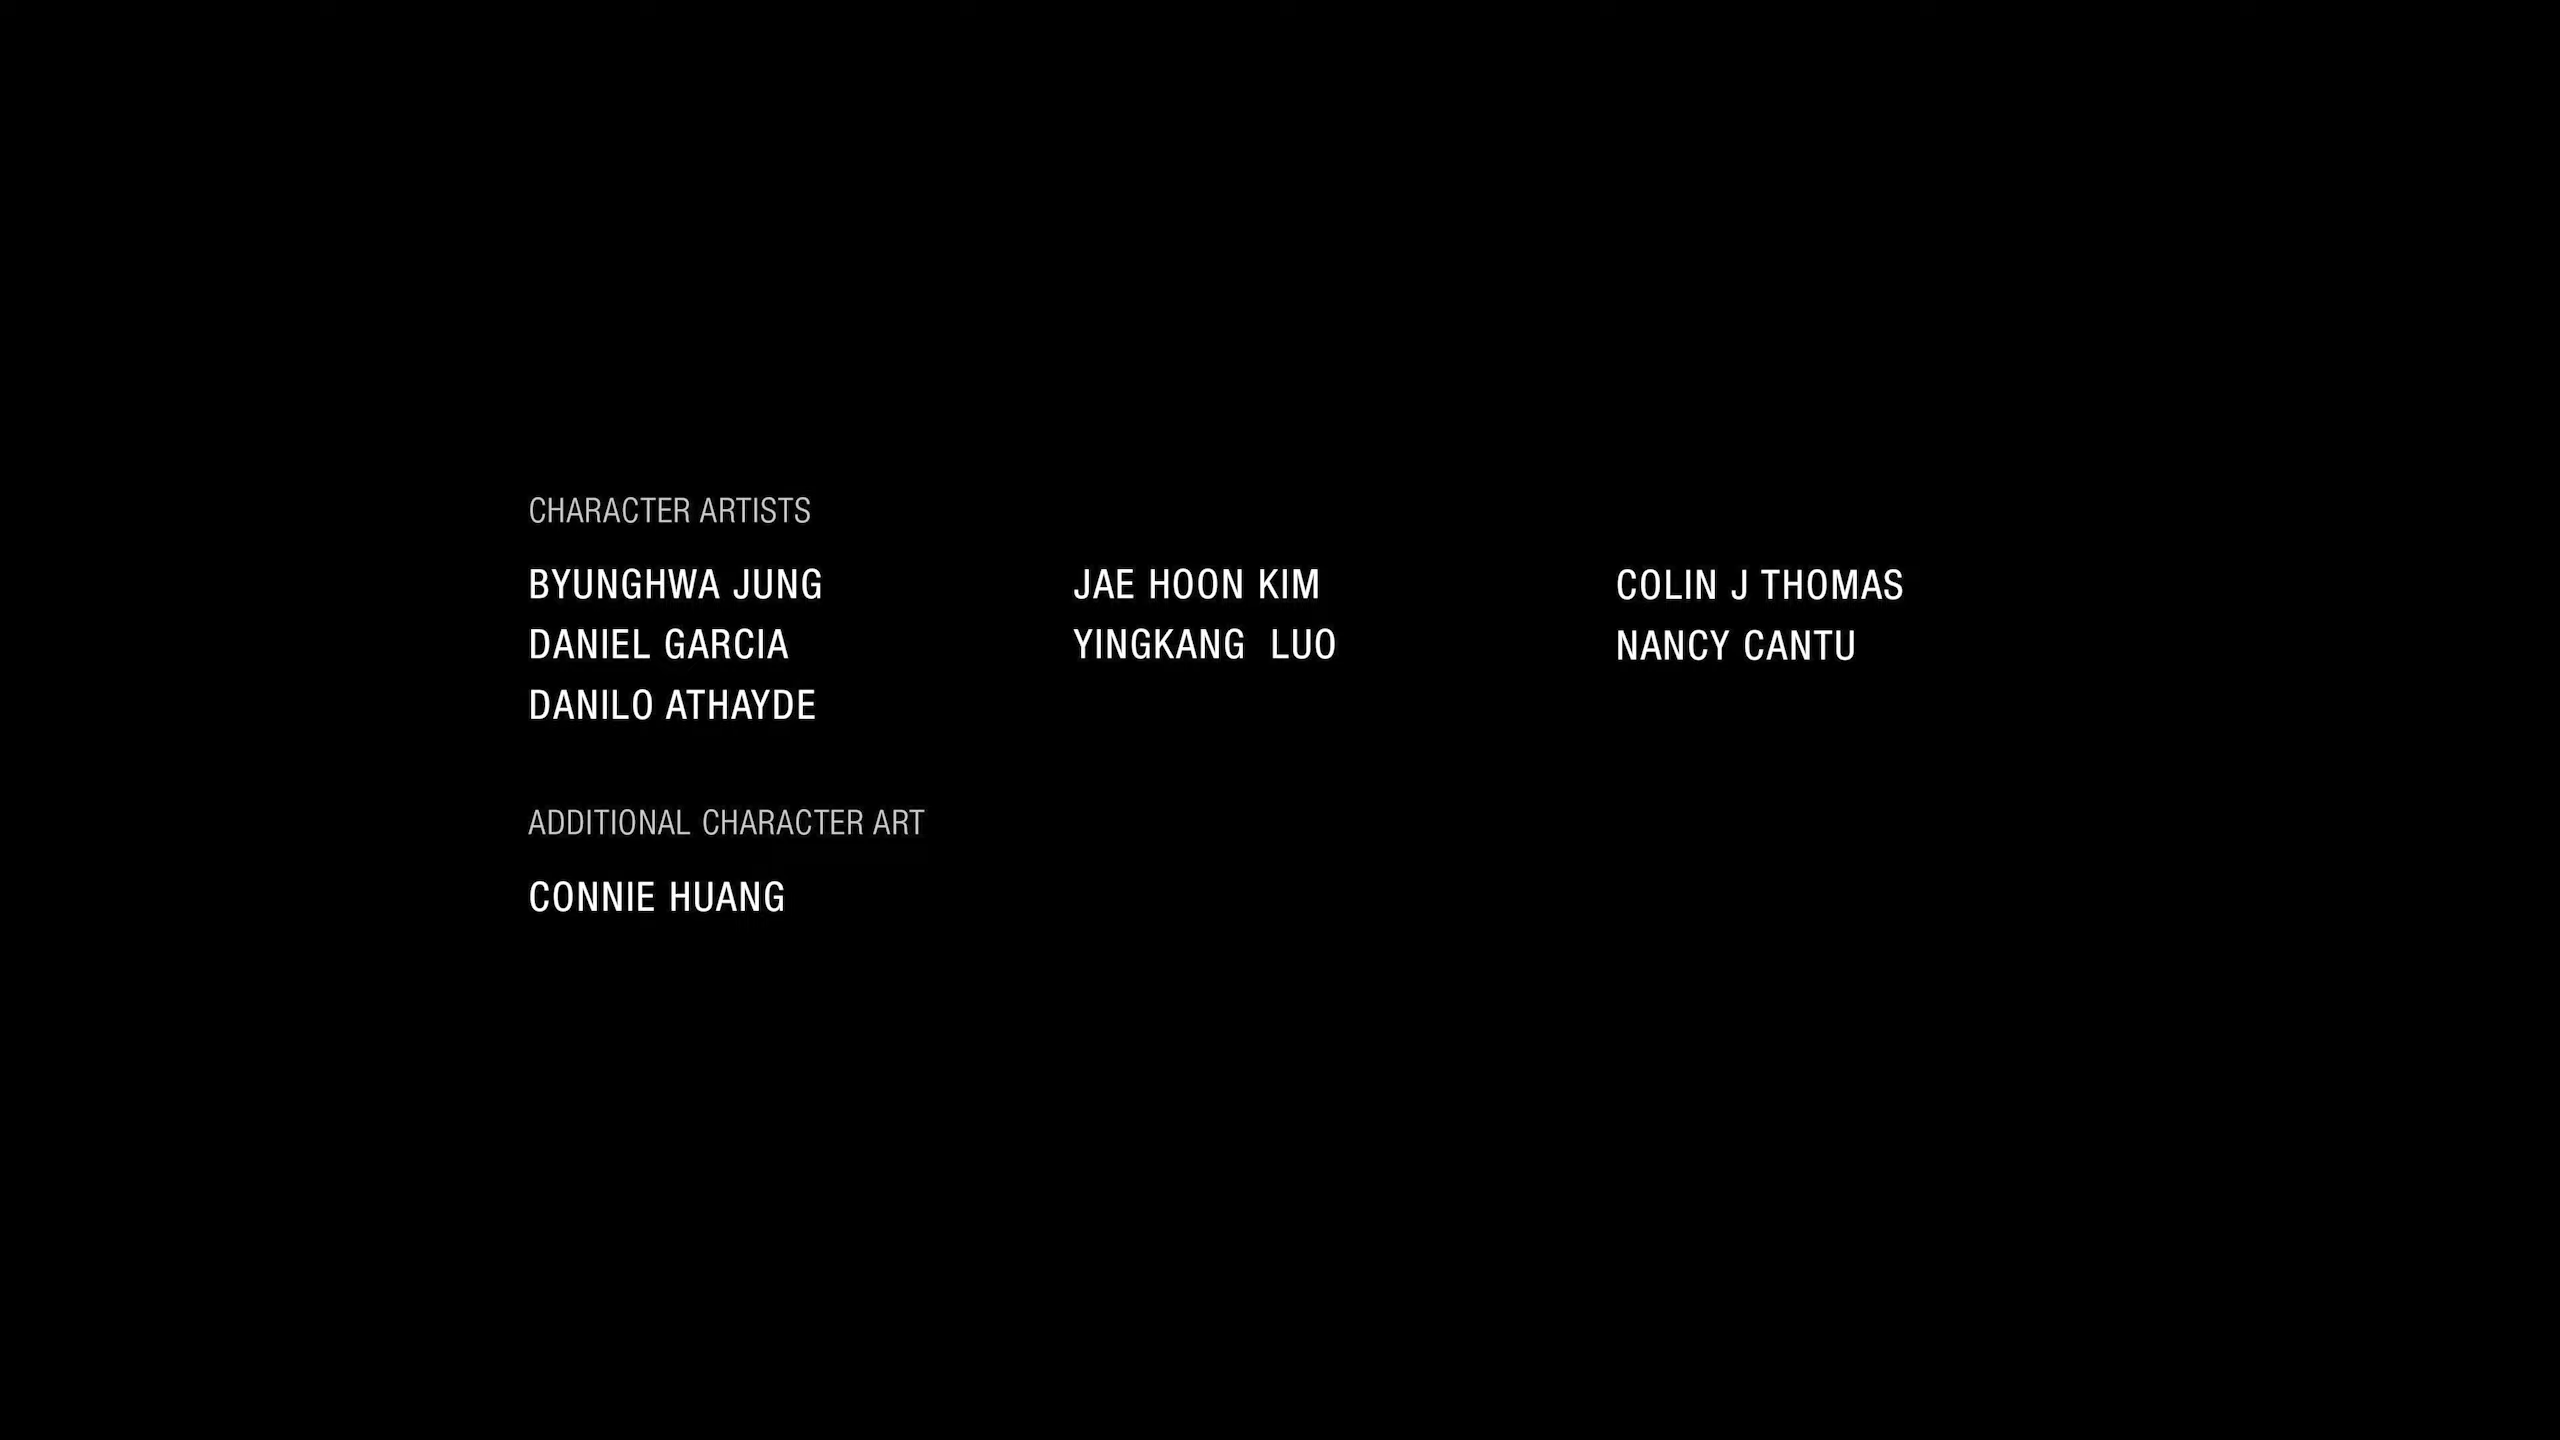 CHARACTER ARTISTS
BYUNGHWA JUNG
DANIEL GARCIA
DANILO ATHAYDE
JAE HOON KIM
YINGKANG  LUO
COLIN J THOMAS
NANCY CANTU
ADDITIONAL CHARACTER ART
CONNIE HUANG